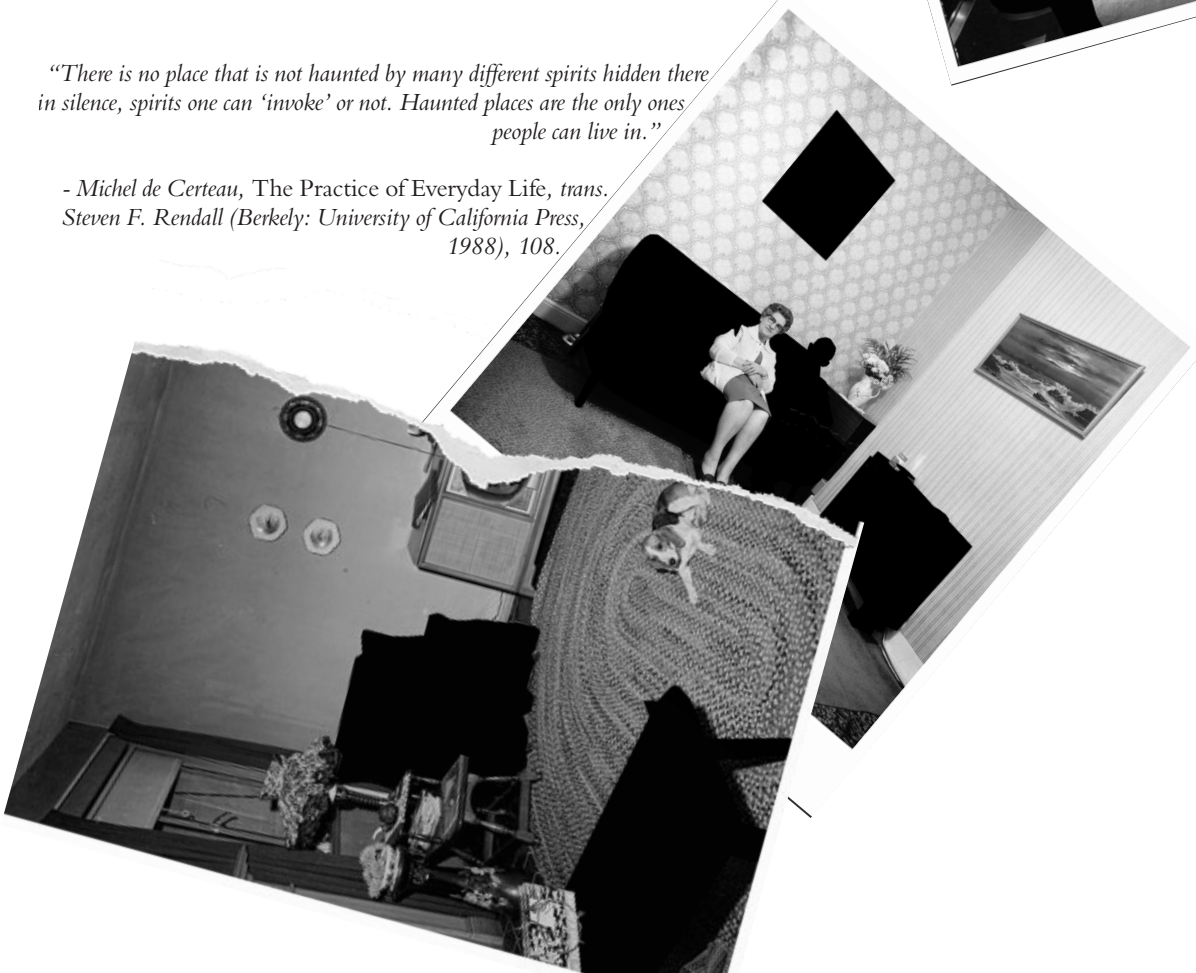 “There is no place that is not haunted by many different spirits hidden there
in silence, spirits one can ‘invoke’ or not. Haunted places are the only ones
people can live in.”
- Michel de Certeau, The Practice of Everyday Life, trans.
Steven F. Rendall (Berkely: University of California Press,
1988), 108.